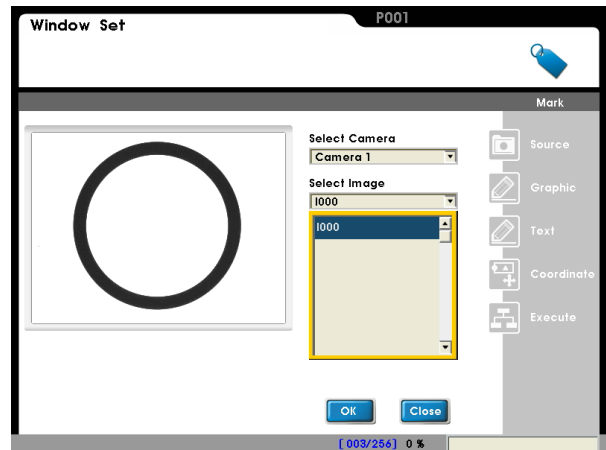 Window Set
P001
Mark
Select Camera
Camera 1
Select Image
I000
I000
Source
Graphic
Text
Coordinate
Execute
OK
Close
[003/256] 0 %